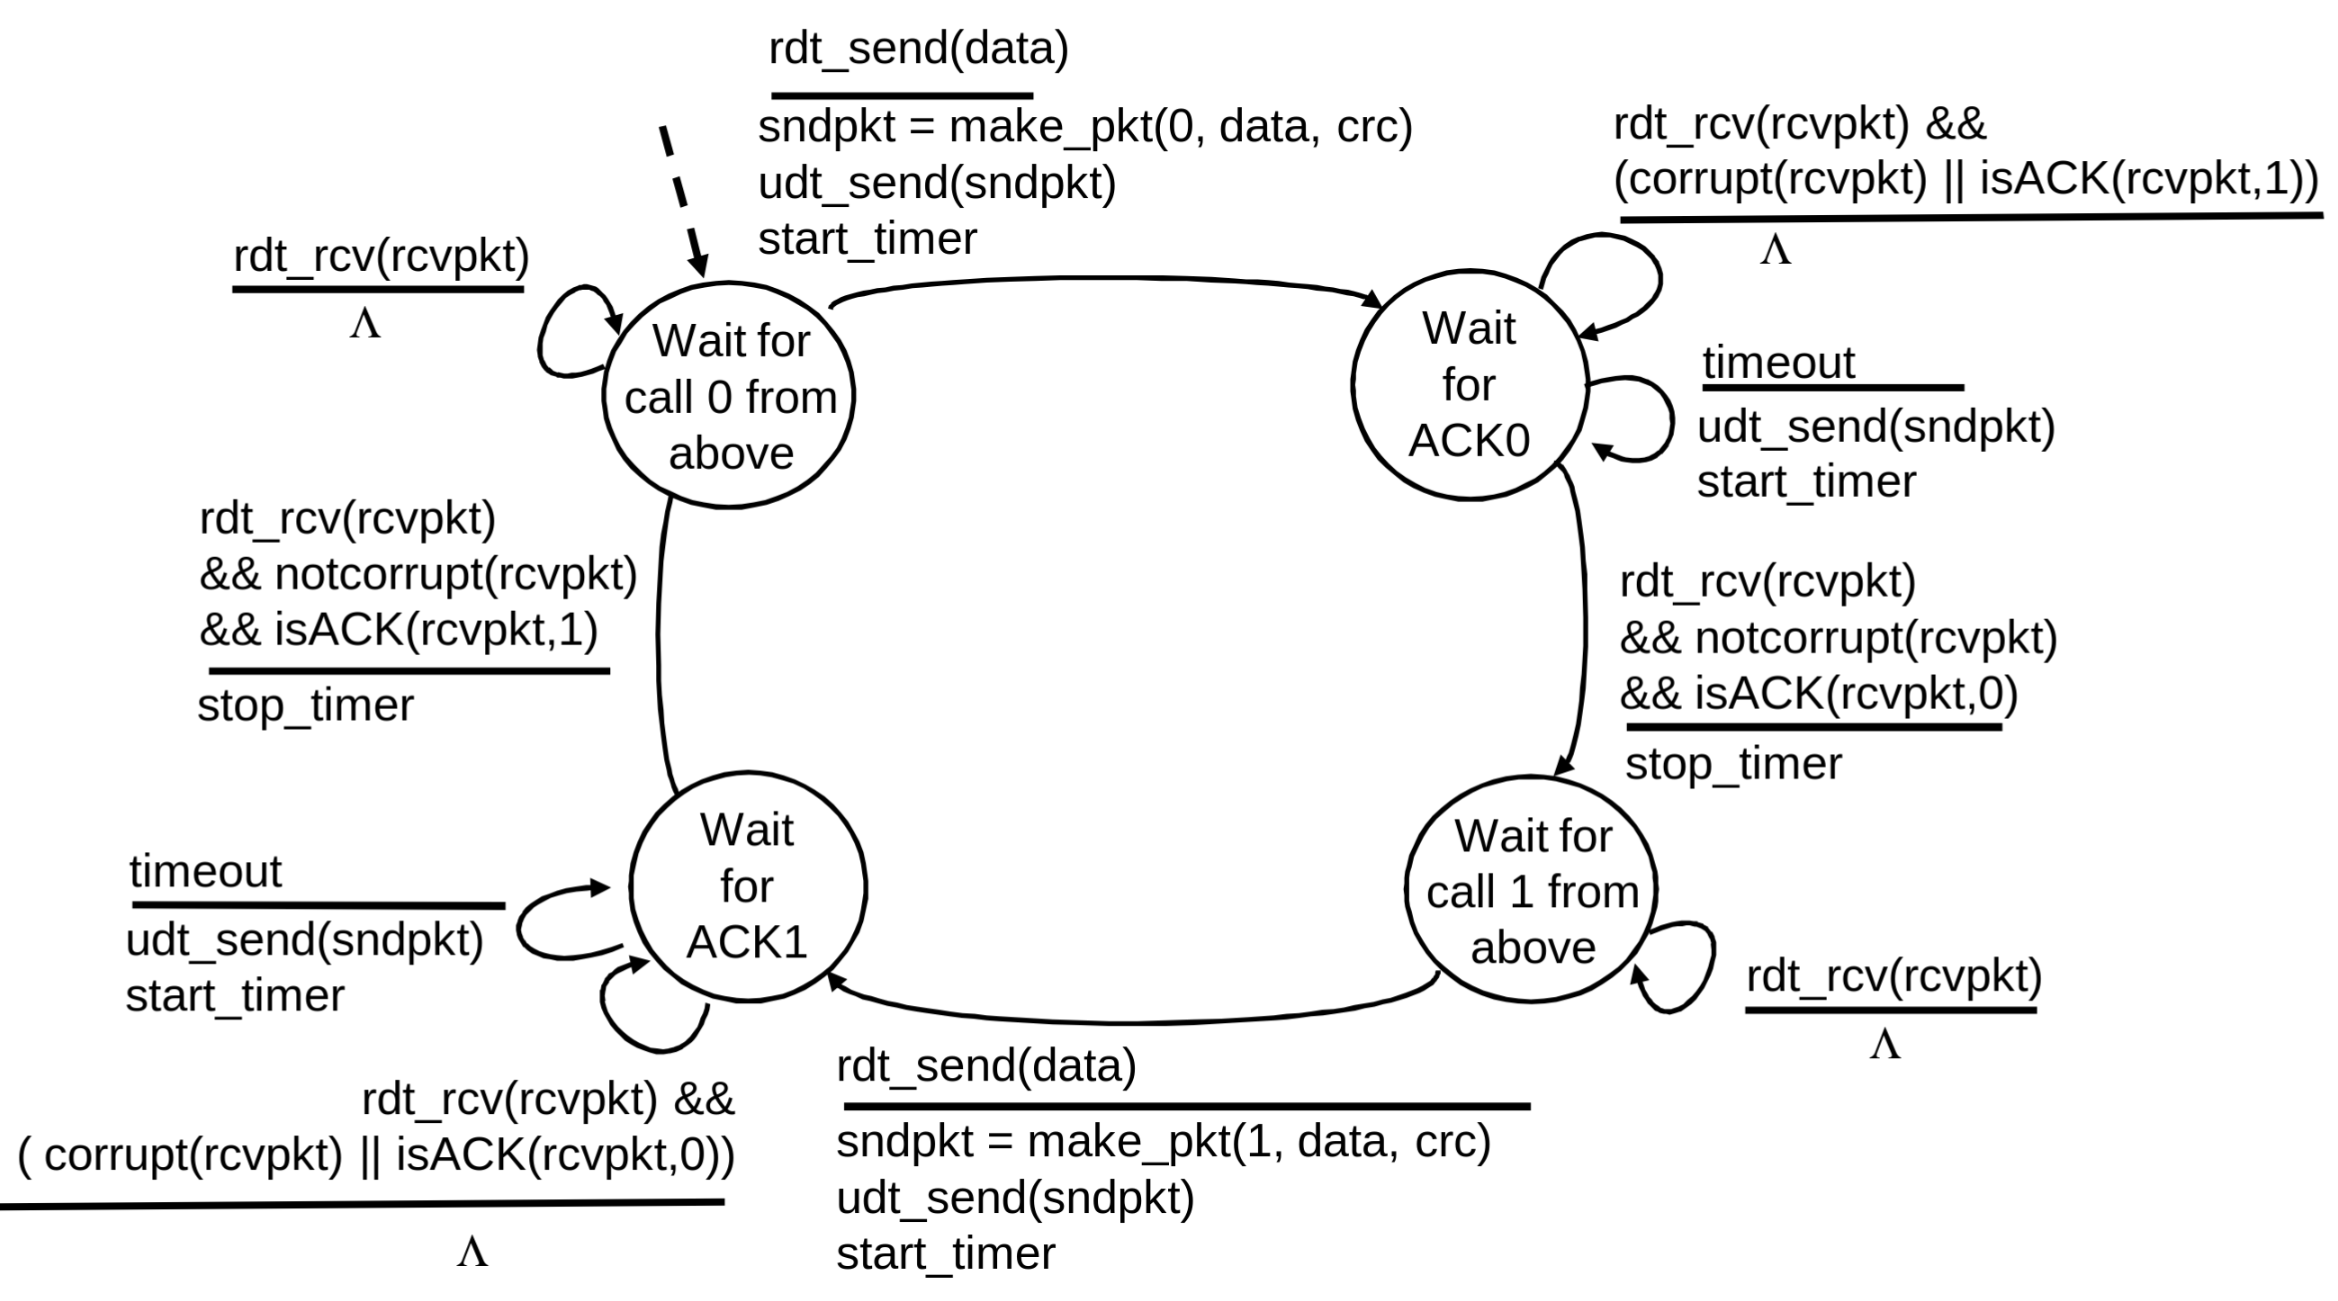 rdt_send(data)
sndpkt = make_pkt(0, data, crc)
udt_send(sndpkt)
start_timer
rdt_rcv(rcvpkt) &&
(corrupt(rcvpkt) || isACK(rcvpkt,1))
Λ
rdt_rcv(rcvpkt)
Λ
Wait for
call 0 from
above
Wait
for
ACK0
timeout
udt_send(sndpkt)
start_timer
rdt_rcv(rcvpkt)
&& notcorrupt(rcvpkt)
&& isACK(rcvpkt,1)
stop_timer
rdt_rcv(rcvpkt)
&& notcorrupt(rcvpkt)
&& isACK(rcvpkt,0)
stop_timer
timeout
udt_send(sndpkt)
start_timer
Wait
for
ACK1
Wait for
call 1 from
above
rdt_rcv(rcvpkt)
Λ
rdt_rcv(rcvpkt) &&
( corrupt(rcvpkt) || isACK(rcvpkt,0))
Λ
rdt_send(data)
sndpkt = make_pkt(1, data, crc)
udt_send(sndpkt)
start_timer